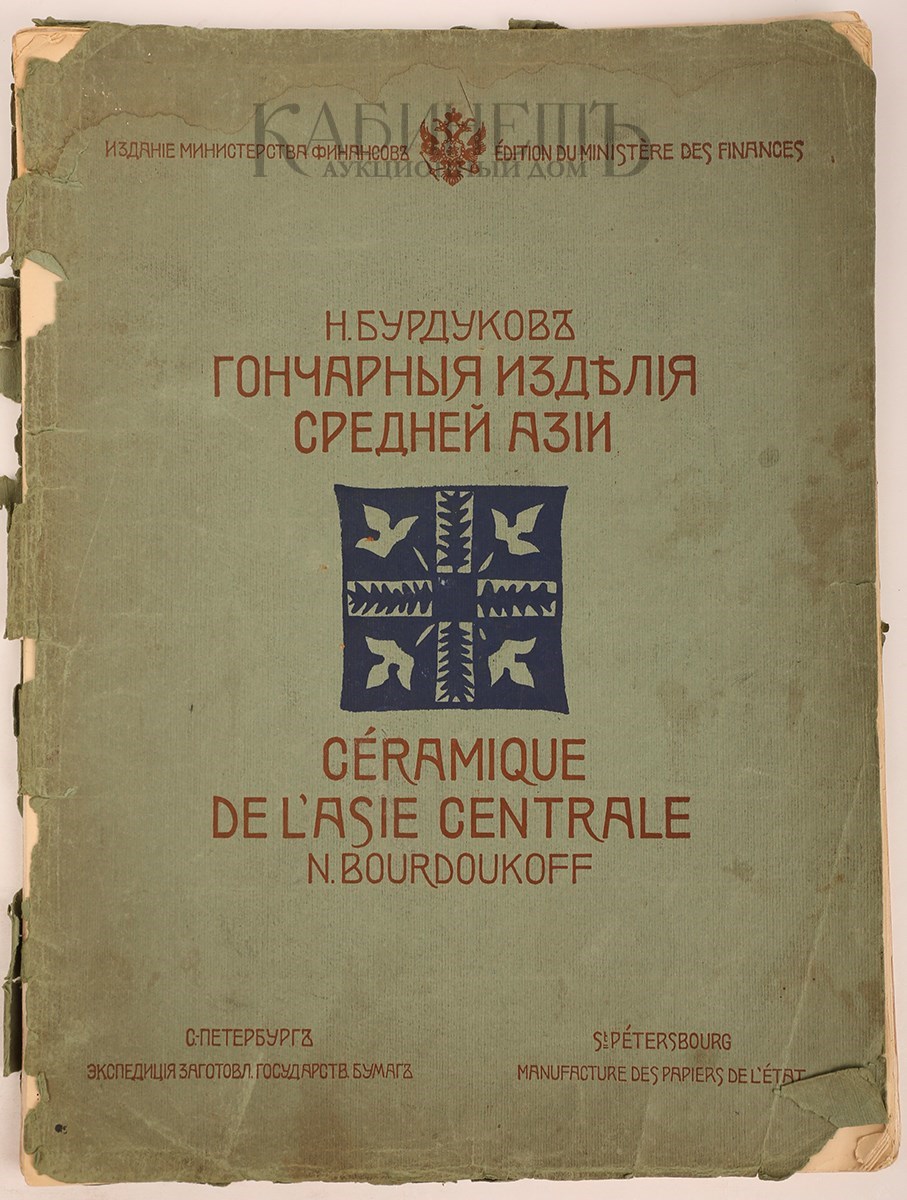 КАБИНЕТЪ
АУКЦИОННЫЙ ДОМ
ИЗДАНІЕ МИНИСТЕРСТВА ФИНАНСОВЪ ÉDITION DU MINISTÈRE DES FINANCES
Н. БУРДУКОВЪ
ГОНЧАРНЫЯ ИЗДѢЛІЯ
СРЕДНЕЙ АЗІИ
CÉRAMIQUE
DE L'ASIE CENTRALE
N. BOURDOUKOFF
С-ПЕТЕРБУРГЪ
ЭКСПЕДИЦІЯ ЗАГОТОВЛ. ГОСУДАРСТВ. БУМАГЪ
St PÉTERSBOURG
MANUFACTURE DES PAPIERS DE L'ÉTAT